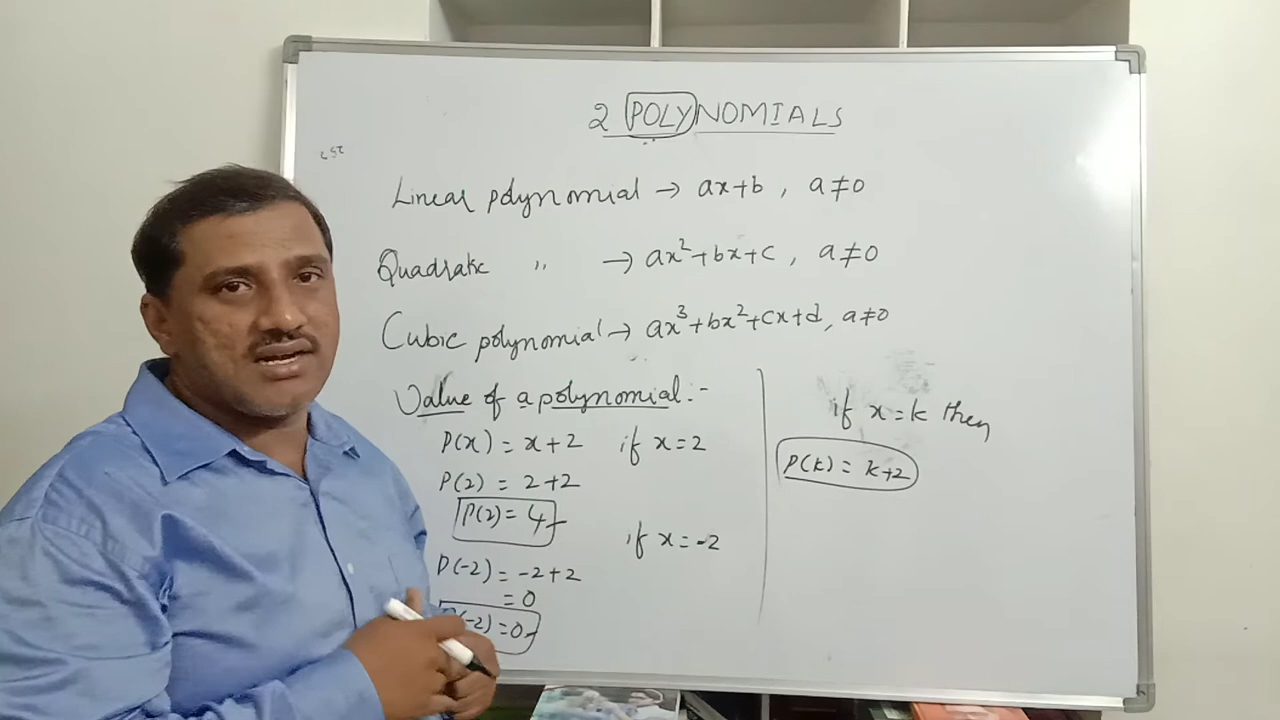 2 POLYNOMIALS
Linear polynomial → ax+b , a≠0
Quadratic " → ax²+bx+c , a≠0
Cubic polynomial → ax³+bx²+cx+d, a≠0
Value of a polynomial :-
P(x) = x+2 if x=2
P(2) = 2+2
P(2) = 4
if x=-2
P(-2) = -2+2
= 0
P(-2) = 0
if x=k then
P(k) = k+2